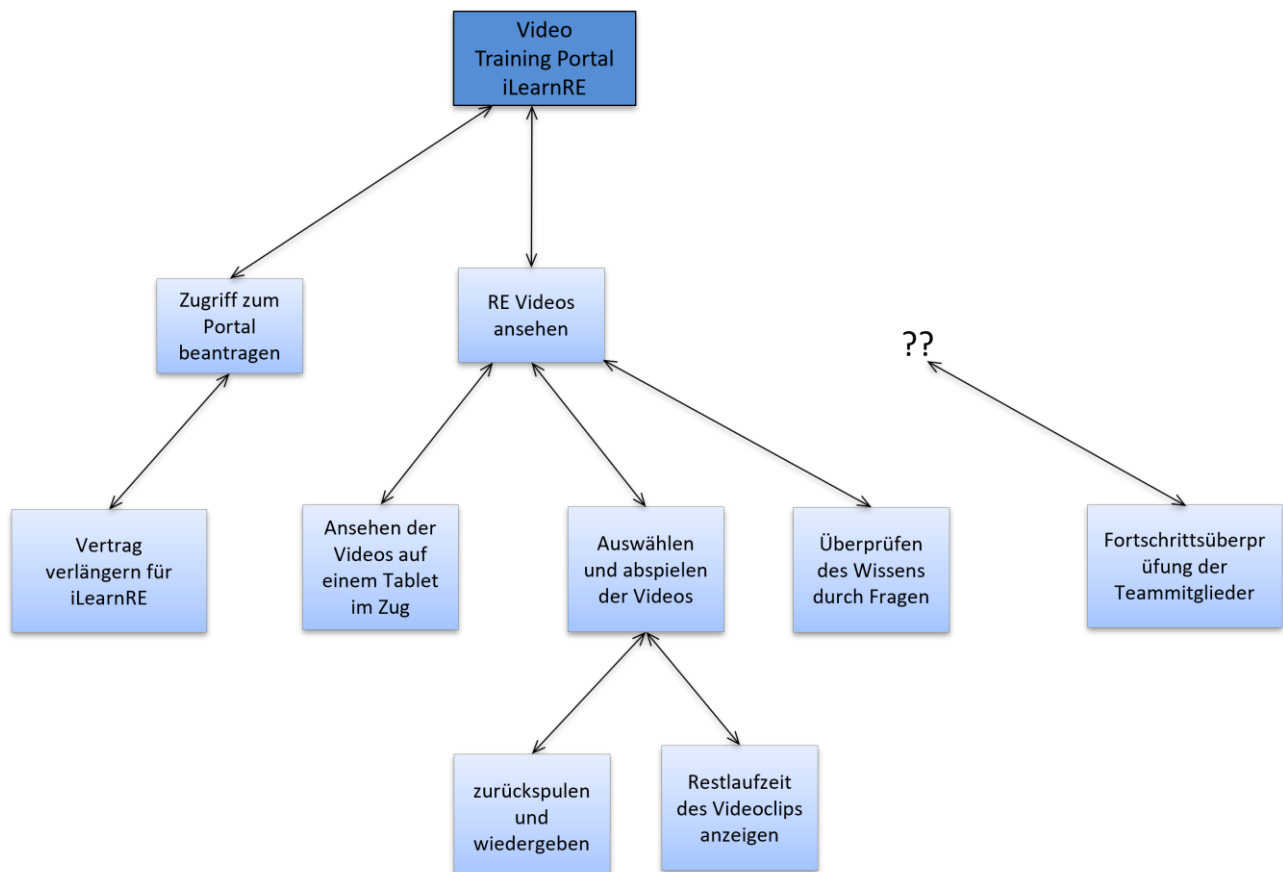 Video
Training Portal
iLearnRE
Zugriff zum
Portal
beantragen
RE Videos
ansehen
??
Vertrag
verlängern für
iLearnRE
Ansehen der
Videos auf
einem Tablet
im Zug
Auswählen
und abspielen
der Videos
Überprüfen
des Wissens
durch Fragen
Fortschrittsüberpr
üfung der
Teammitglieder
zurückspulen
und
wiedergeben
Restlaufzeit
des Videoclips
anzeigen